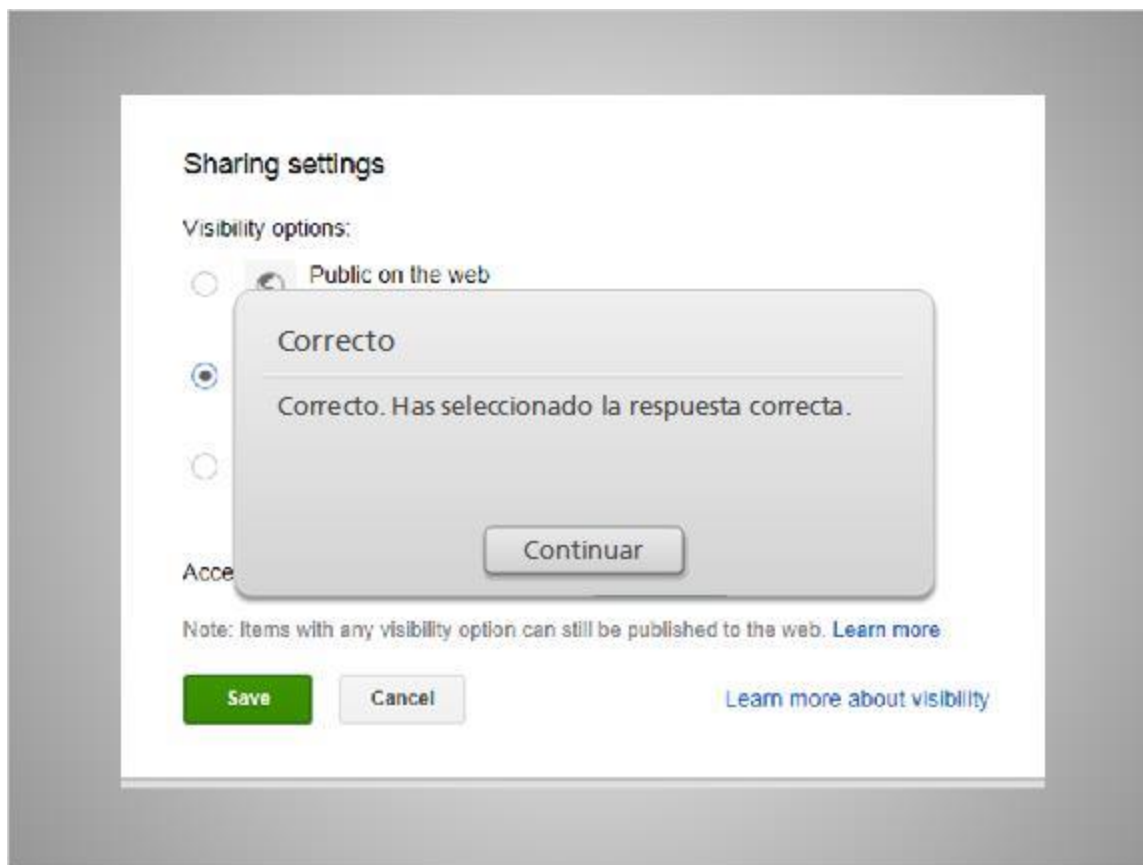 Sharing settings
Visibility options:
Public on the web
Correcto
Correcto. Has seleccionado la respuesta correcta.
Continuar
Acce
Note: Items with any visibility option can still be published to the web. Learn more
Save Cancel Learn more about visibility